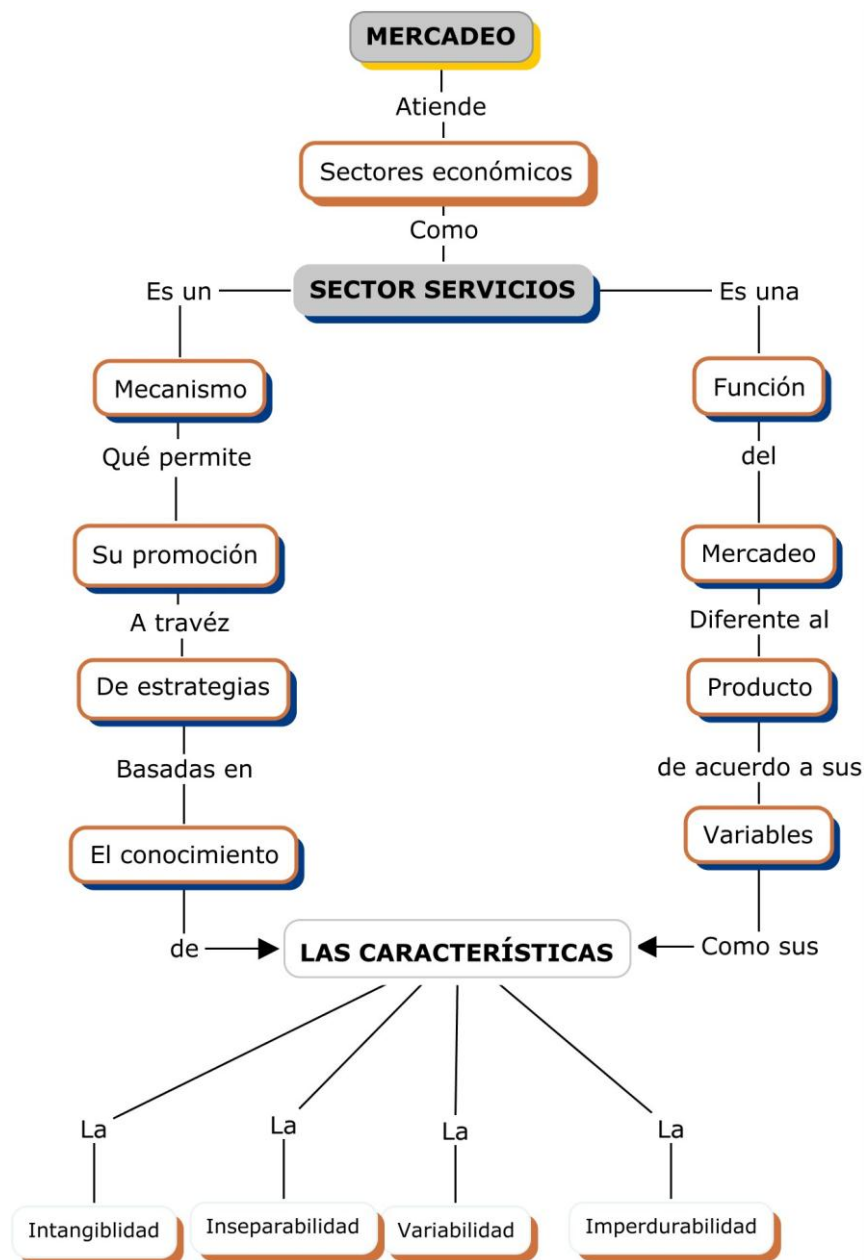 MERCADEO
Atiende
Sectores económicos
Como
Es un
SECTOR SERVICIOS
Es una
Mecanismo
Función
Qué permite
del
Su promoción
Mercadeo
A travéz
Diferente al
De estrategias
Producto
Basadas en
de acuerdo a sus
El conocimiento
Variables
de
LAS CARACTERÍSTICAS
Como sus
La
La
La
La
Intangiblidad
Inseparabilidad
Variabilidad
Imperdurabilidad